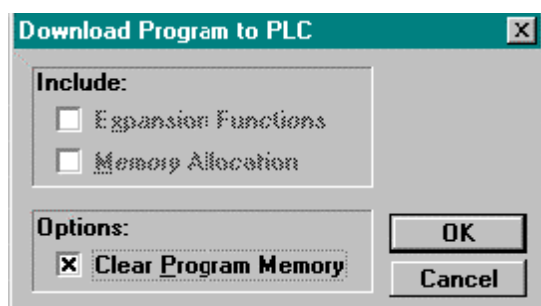 Download Program to PLC
Include:
Expansion Functions
Memory Allocation
Options:
Clear Program Memory
OK
Cancel